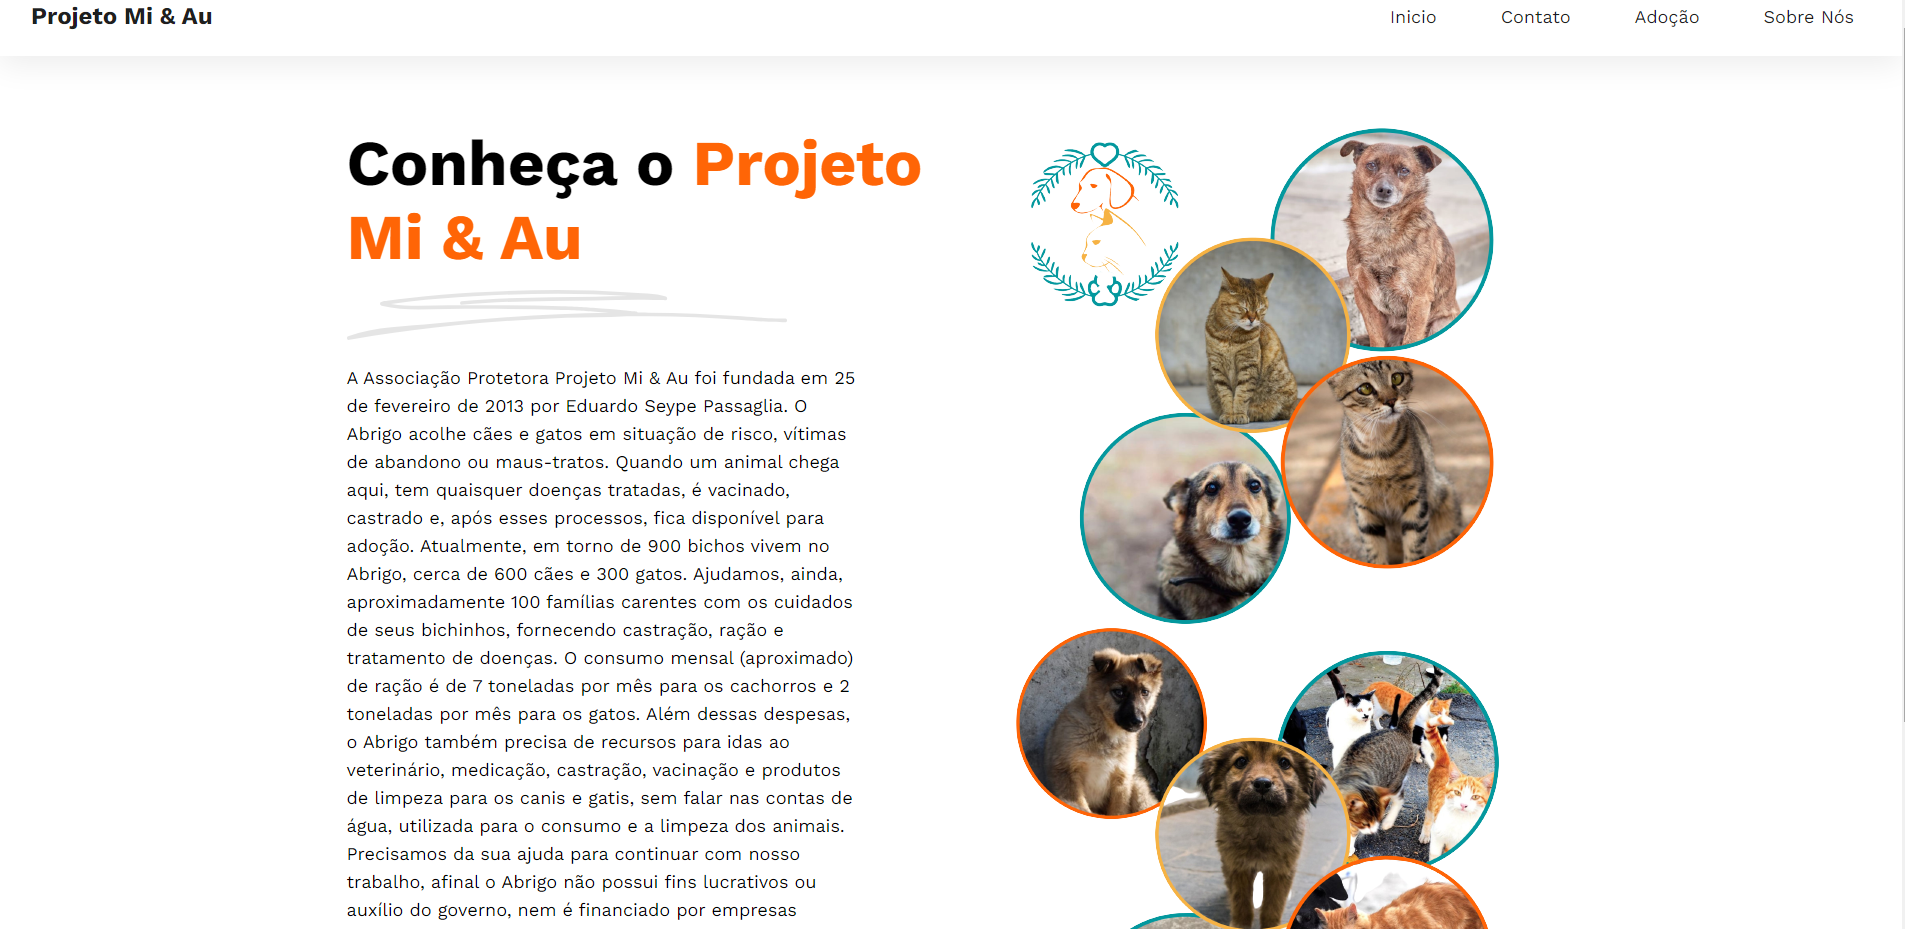 Projeto Mi & Au
Inicio
Contato
Adoção
Sobre Nós
Conheça o Projeto
Mi & Au
A Associação Protetora Projeto Mi & Au foi fundada em 25
de fevereiro de 2013 por Eduardo Seype Passaglia. O
Abrigo acolhe cães e gatos em situação de risco, vítimas
de abandono ou maus-tratos. Quando um animal chega
aqui, tem quaisquer doenças tratadas, é vacinado,
castrado e, após esses processos, fica disponível para
adoção. Atualmente, em torno de 900 bichos vivem no
Abrigo, cerca de 600 cães e 300 gatos. Ajudamos, ainda,
aproximadamente 100 famílias carentes com os cuidados
de seus bichinhos, fornecendo castração, ração e
tratamento de doenças. O consumo mensal (aproximado)
de ração é de 7 toneladas por mês para os cachorros e 2
toneladas por mês para os gatos. Além dessas despesas,
o Abrigo também precisa de recursos para idas ao
veterinário, medicação, castração, vacinação e produtos
de limpeza para os canis e gatis, sem falar nas contas de
água, utilizada para o consumo e a limpeza dos animais.
Precisamos da sua ajuda para continuar com nosso
trabalho, afinal o Abrigo não possui fins lucrativos ou
auxílio do governo, nem é financiado por empresas